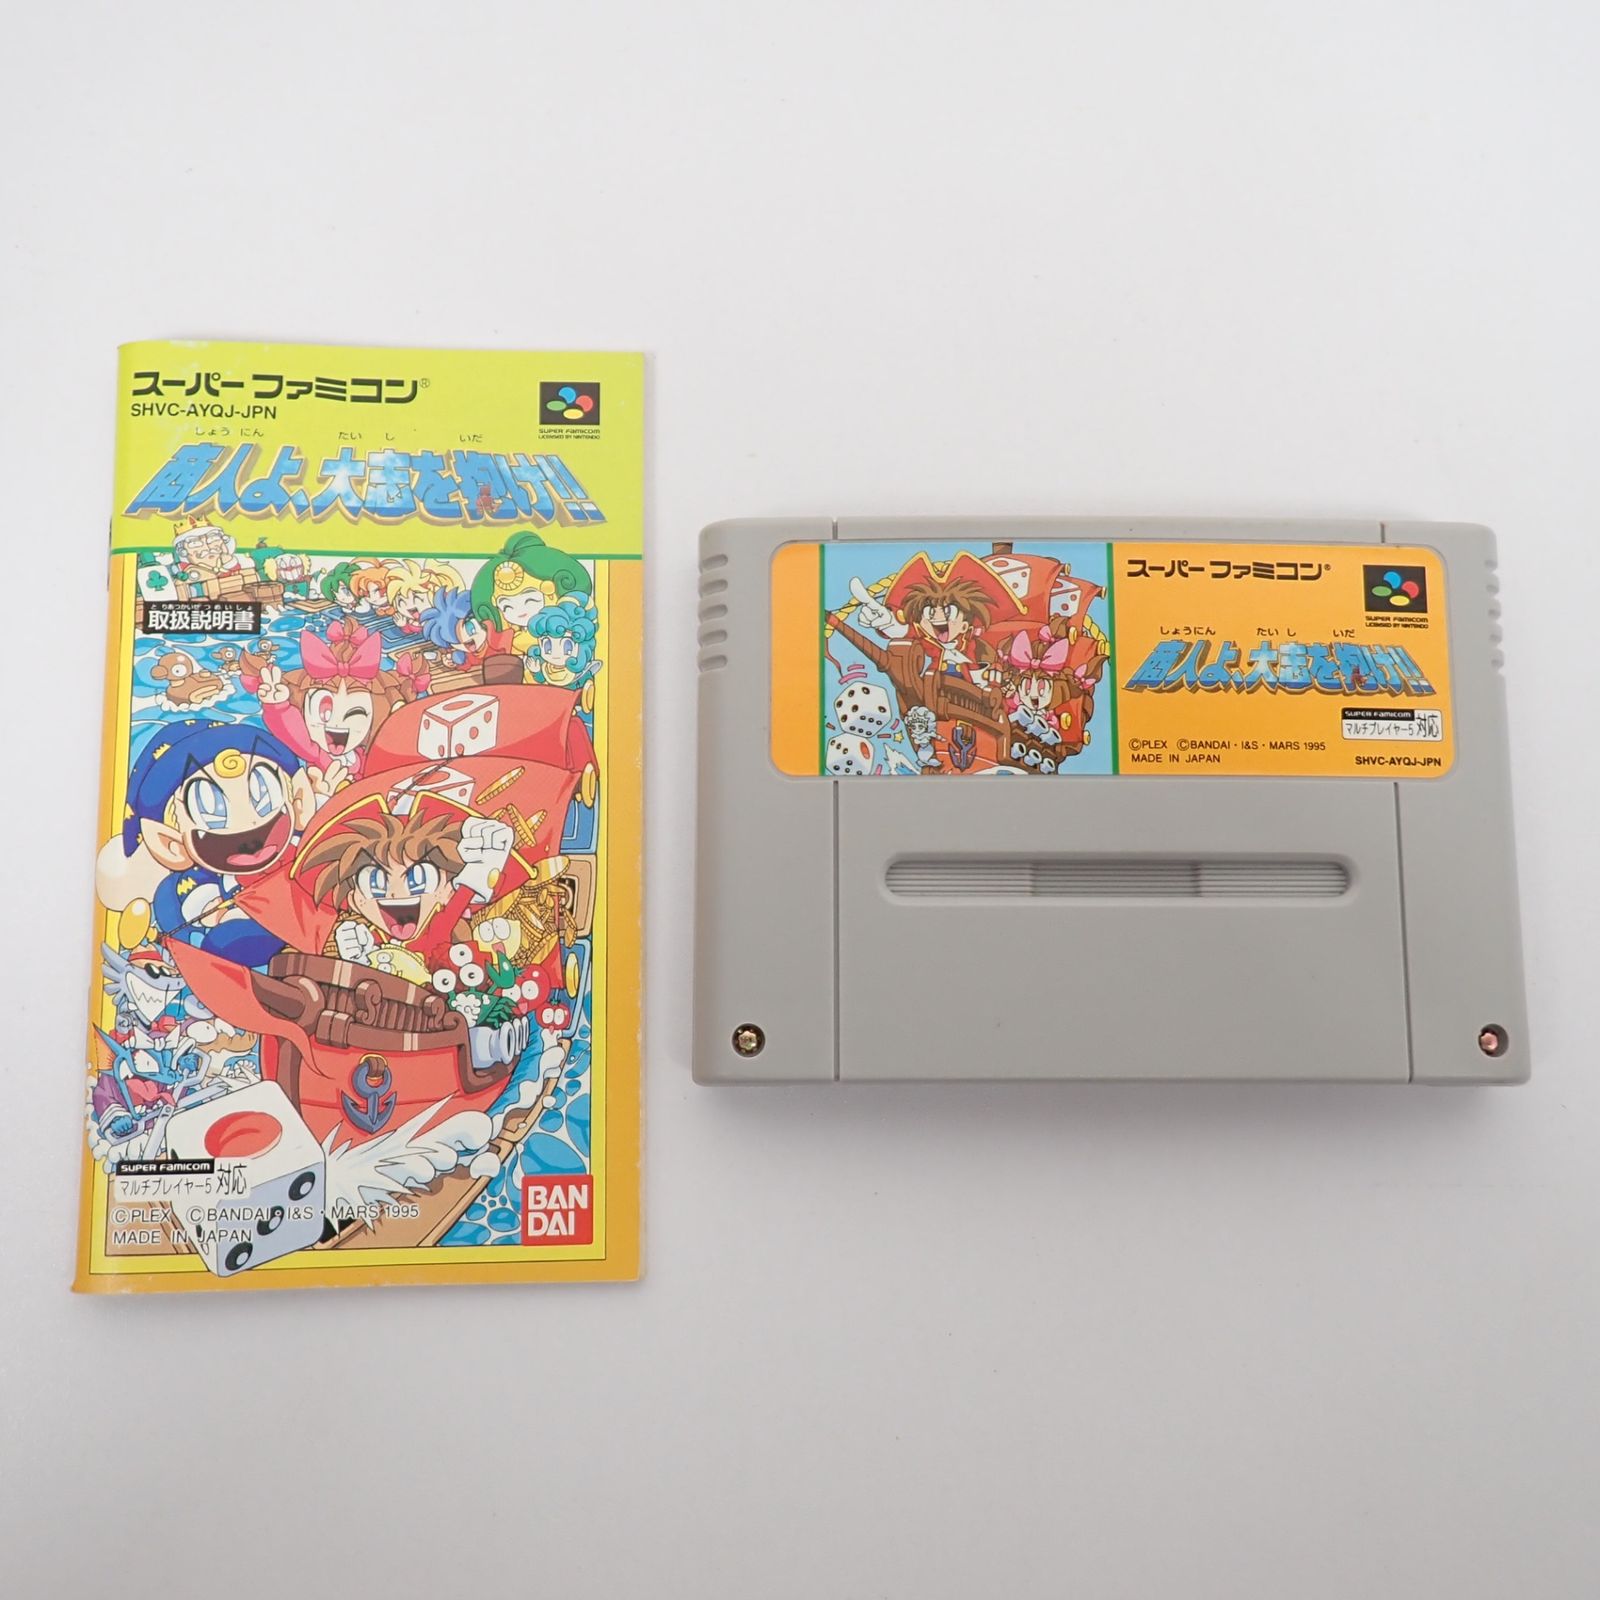 スーパーファミコン®
SHVC-AYQJ-JPN
SUPER FAMICOM
LICENSED BY NINTENDO
しょうにん たいし いだ
商人よ、大志を抱け!!
とりあつかいせつめいしょ
取扱説明書
SUPER FAMICOM
マルチプレイヤー5対応
©PLEX ©BANDAI・I&S・MARS 1995
MADE IN JAPAN
BAN
DAI
スーパーファミコン®
SUPER FAMICOM
LICENSED BY NINTENDO
しょうにん たいし いだ
商人よ、大志を抱け!!
SUPER FAMICOM
マルチプレイヤー5対応
©PLEX ©BANDAI・I&S・MARS 1995
MADE IN JAPAN
SHVC-AYQJ-JPN